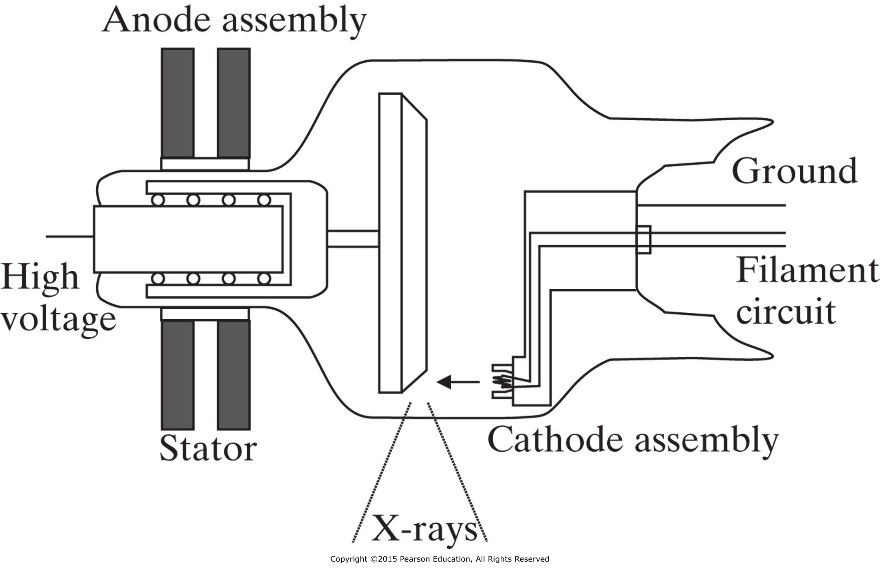 Anode assembly
Ground
High
voltage
Filament
circuit
Stator
Cathode assembly
X-rays
Copyright ©2015 Pearson Education, All Rights Reserved